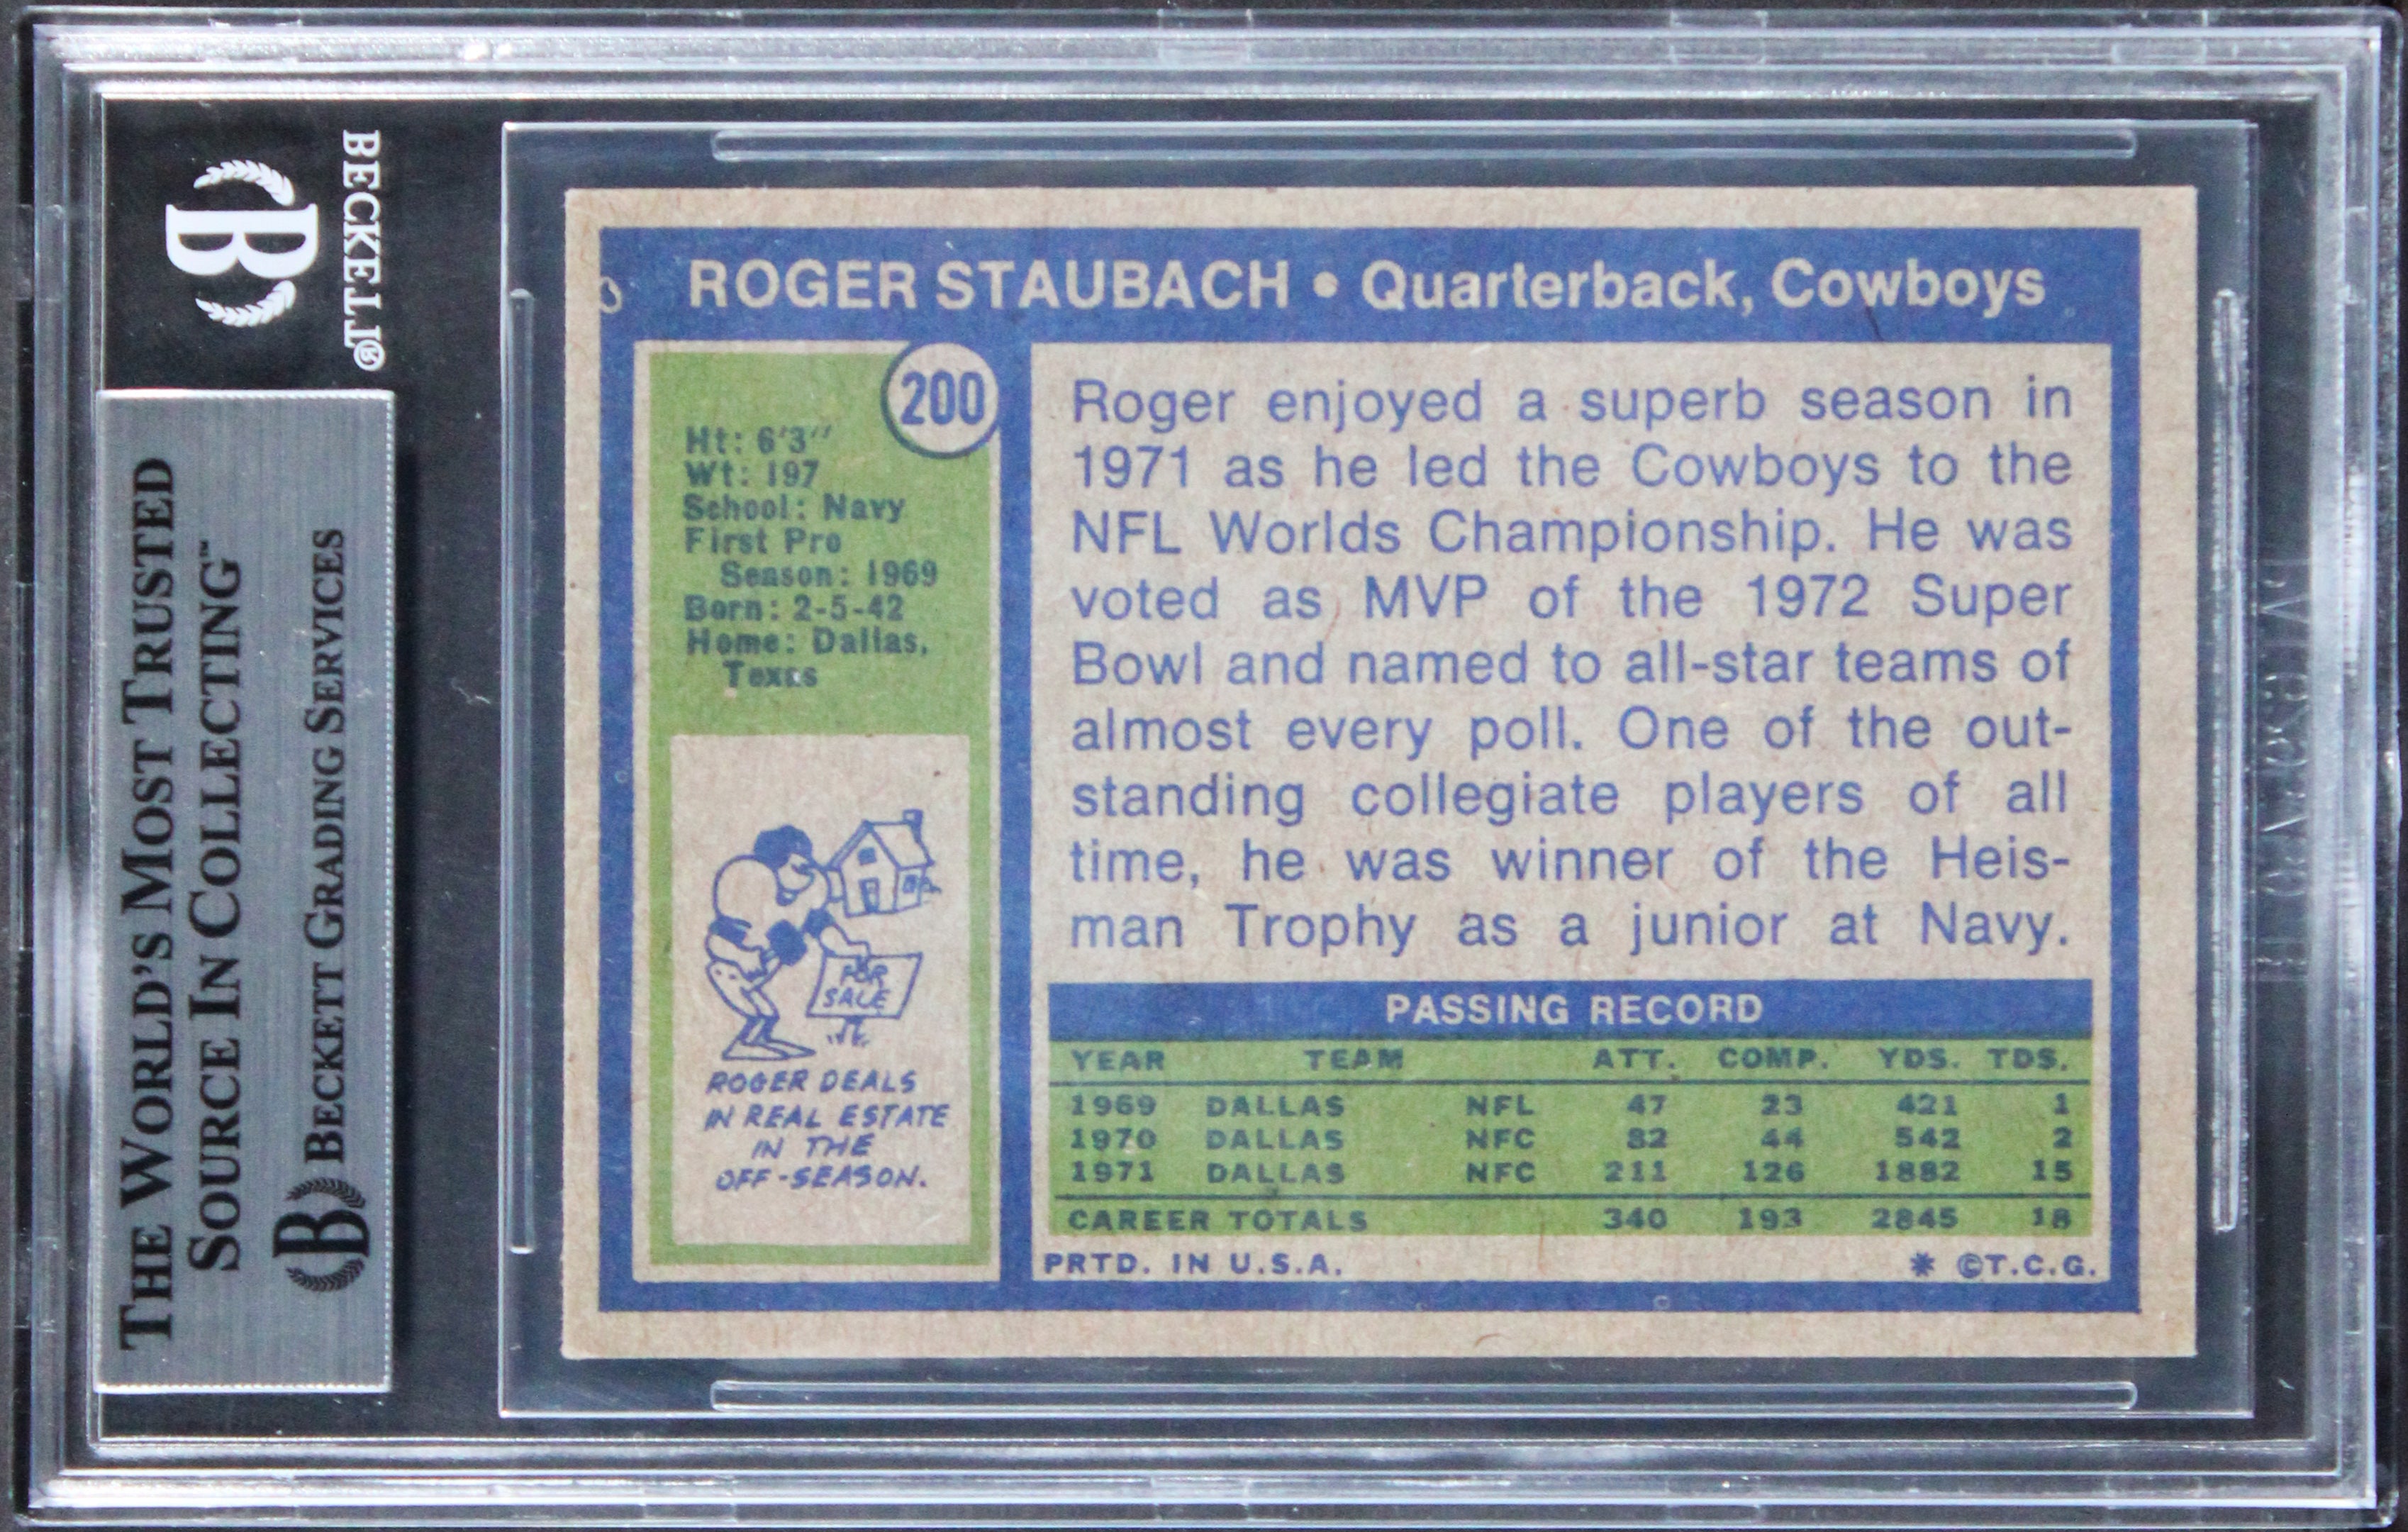 BECKETT®
B
THE WORLD'S MOST TRUSTED
SOURCE IN COLLECTING™
B BECKETT GRADING SERVICES
ROGER STAUBACH • Quarterback, Cowboys
200
Ht: 6'3''
Wt: 197
School: Navy
First Pro
Season: 1969
Born: 2-5-42
Home: Dallas,
Texas
FOR
SALE
ROGER DEALS
IN REAL ESTATE
IN THE
OFF-SEASON.
Roger enjoyed a superb season in
1971 as he led the Cowboys to the
NFL Worlds Championship. He was
voted as MVP of the 1972 Super
Bowl and named to all-star teams of
almost every poll. One of the out-
standing collegiate players of all
time, he was winner of the Heis-
man Trophy as a junior at Navy.
PASSING RECORD
YEAR TEAM ATT. COMP. YDS. TDS.
1969 DALLAS NFL 47 23 421 1
1970 DALLAS NFC 82 44 542 2
1971 DALLAS NFC 211 126 1882 15
CAREER TOTALS 340 193 2845 18
PRTD. IN U.S.A. * ©T.C.G.